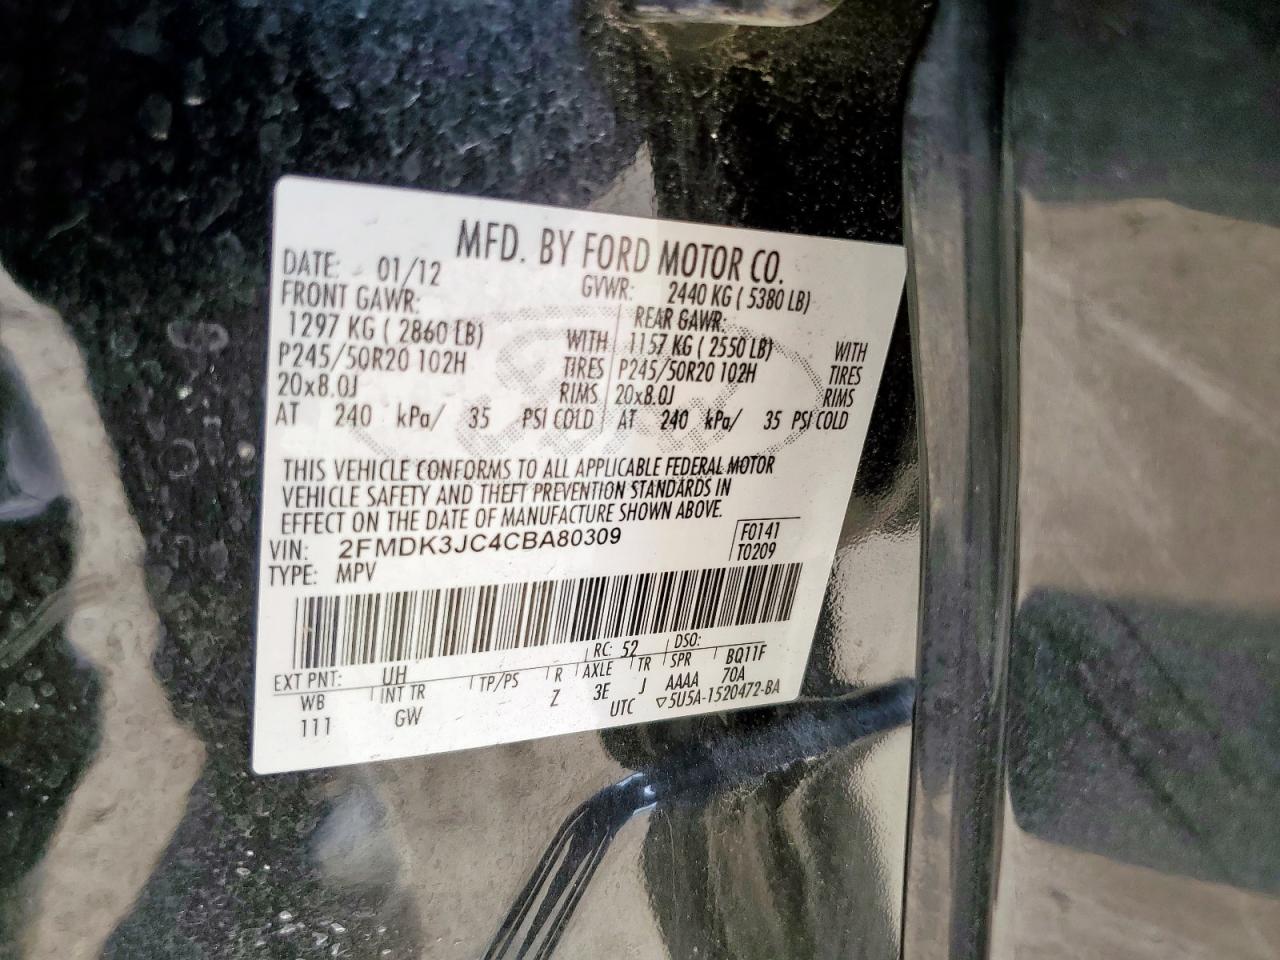 MFD. BY FORD MOTOR CO.
DATE: 01/12 GVWR: 2440 KG ( 5380 LB)
FRONT GAWR: REAR GAWR:
1297 KG ( 2860 LB) WITH 1157 KG ( 2550 LB) WITH
P245/50R20 102H TIRES P245/50R20 102H TIRES
20x8.0J RIMS 20x8.0J RIMS
AT 240 kPa/ 35 PSI COLD AT 240 kPa/ 35 PSI COLD
THIS VEHICLE CONFORMS TO ALL APPLICABLE FEDERAL MOTOR
VEHICLE SAFETY AND THEFT PREVENTION STANDARDS IN
EFFECT ON THE DATE OF MANUFACTURE SHOWN ABOVE.
VIN: 2FMDK3JC4CBA80309 F0141
TYPE: MPV T0209
EXT PNT: UH RC: 52 DSO:
WB INT TR TP/PS R AXLE TR SPR BQ11F
111 GW Z 3E J AAAA 70A
UTC ▽5U5A-1520472-BA